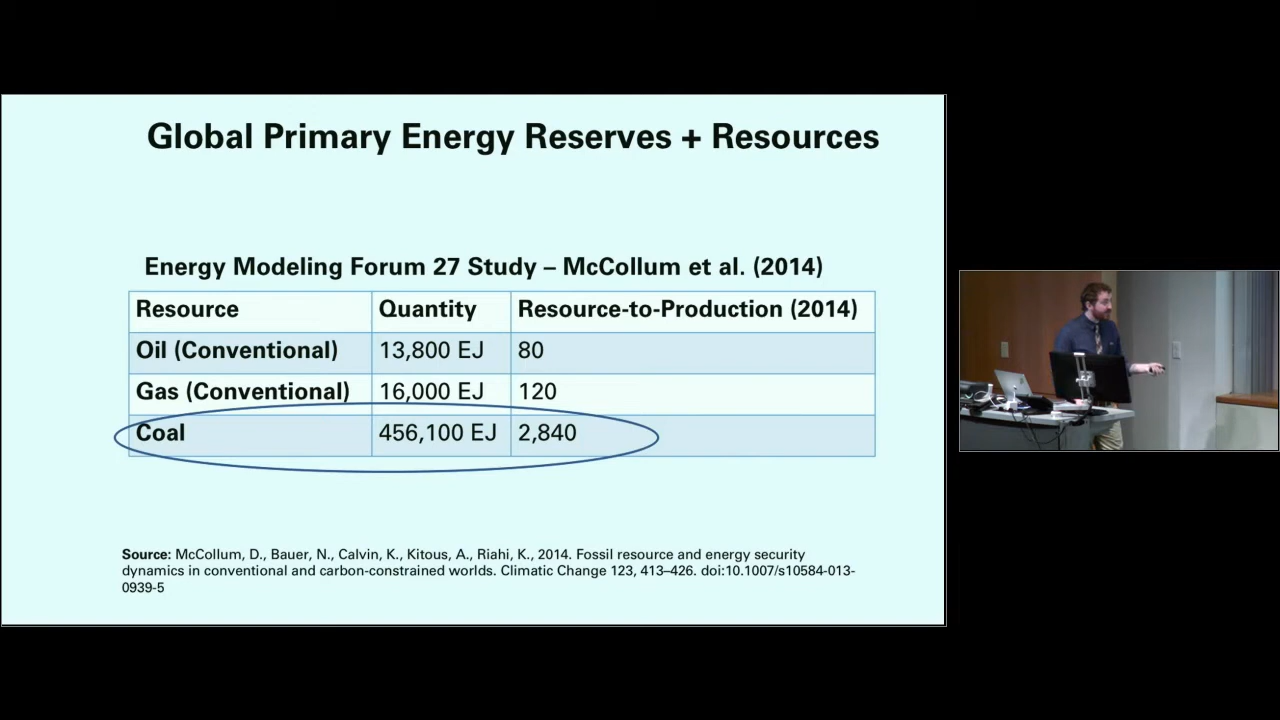 Global Primary Energy Reserves + Resources
Energy Modeling Forum 27 Study – McCollum et al. (2014)
Resource Quantity Resource-to-Production (2014)
Oil (Conventional) 13,800 EJ 80
Gas (Conventional) 16,000 EJ 120
Coal 456,100 EJ 2,840
Source: McCollum, D., Bauer, N., Calvin, K., Kitous, A., Riahi, K., 2014. Fossil resource and energy security
dynamics in conventional and carbon-constrained worlds. Climatic Change 123, 413–426. doi:10.1007/s10584-013-
0939-5